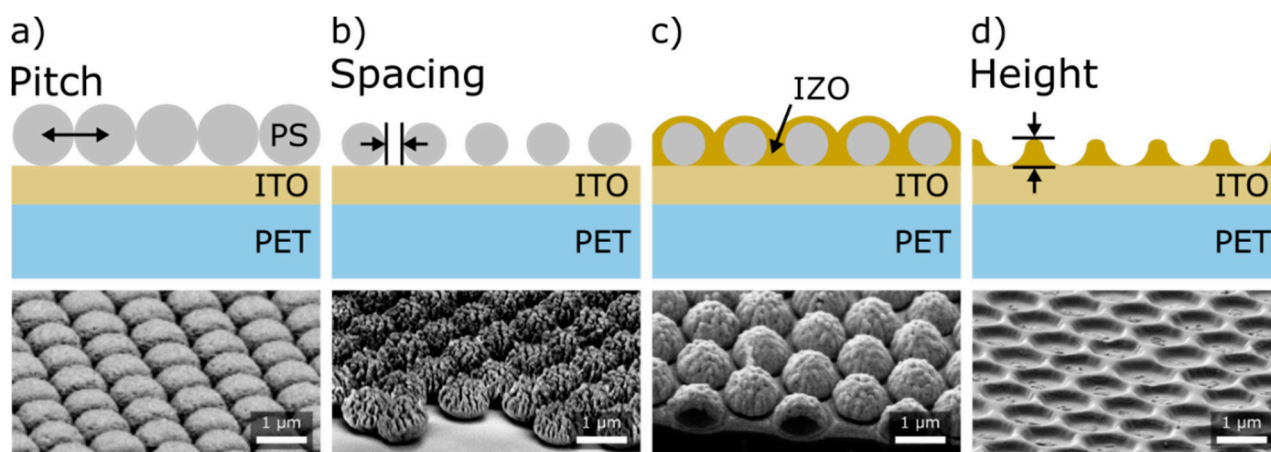 a)
Pitch
PS
ITO
PET
1 µm
b)
Spacing
ITO
PET
1 µm
c)
IZO
ITO
PET
1 µm
d)
Height
ITO
PET
1 µm